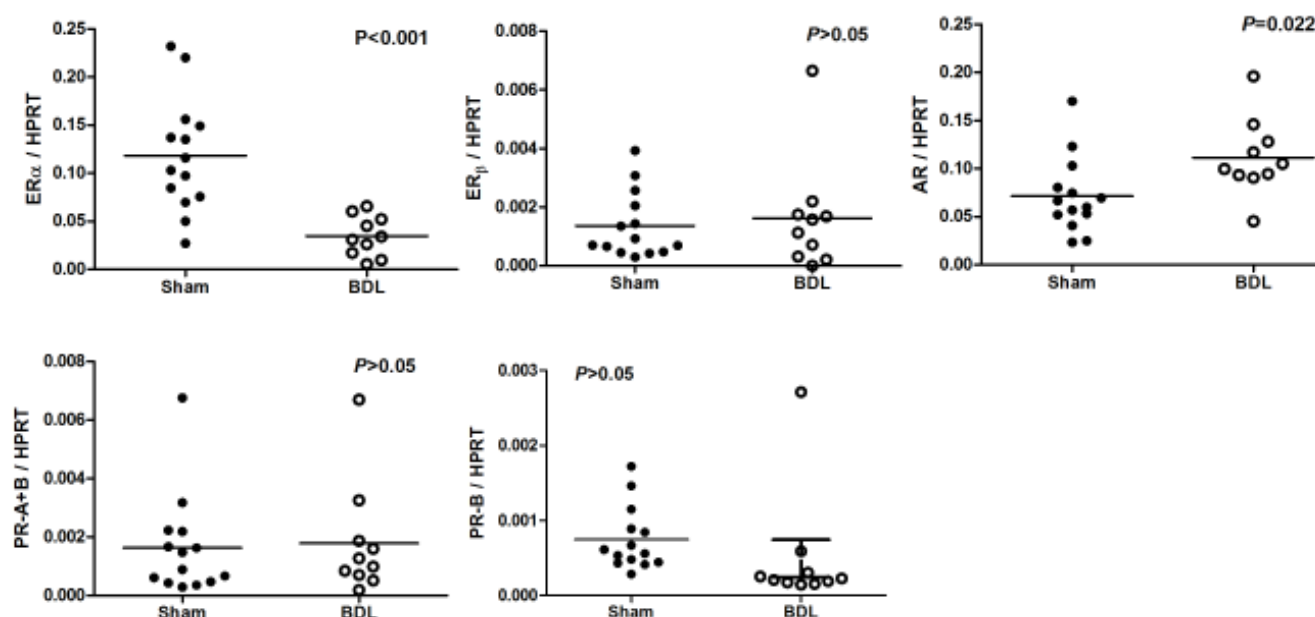 P<0.001
0.25
0.20
0.15
0.10
0.05
0.00
ERα / HPRT
Sham
BDL
P>0.05
0.008
0.006
0.004
0.002
0.000
ERβ / HPRT
Sham
BDL
P=0.022
0.25
0.20
0.15
0.10
0.05
0.00
AR / HPRT
Sham
BDL
P>0.05
0.008
0.006
0.004
0.002
0.000
PR-A+B / HPRT
Sham
BDL
P>0.05
0.003
0.002
0.001
0.000
PR-B / HPRT
Sham
BDL